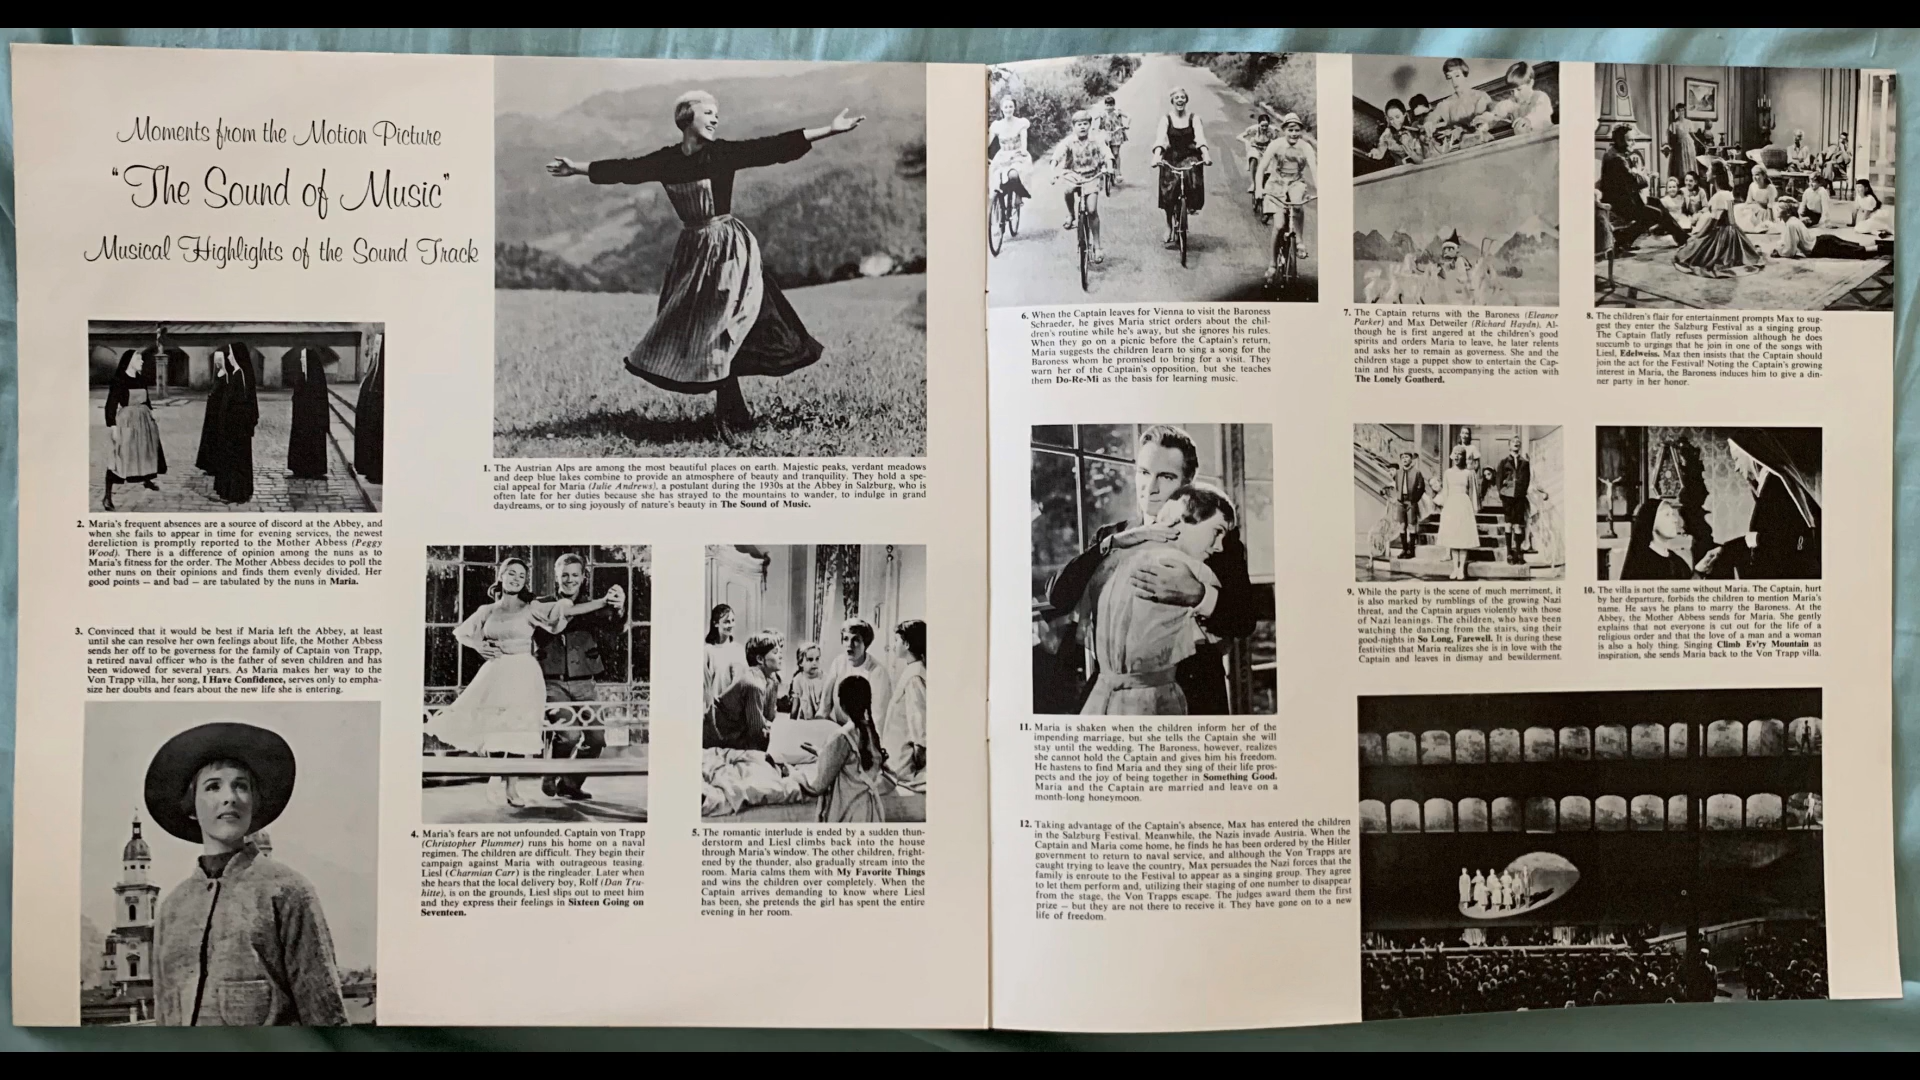 Moments from the Motion Picture
"The Sound of Music"
Musical Highlights of the Sound Track
1. The Austrian Alps are among the most beautiful places on earth. Majestic peaks, verdant meadows
and deep blue lakes combine to provide an atmosphere of beauty and tranquility. They hold a spe-
cial appeal for Maria (Julie Andrews), a postulant during the 1930s at the Abbey in Salzburg, who is
often late for her duties because she has strayed to the mountains to wander, to indulge in grand
daydreams, or to sing joyously of nature's beauty in The Sound of Music.
2. Maria's frequent absences are a source of discord at the Abbey, and
when she fails to appear in time for evening services, the newest
dereliction is promptly reported to the Mother Abbess (Peggy
Wood). There is a difference of opinion among the nuns as to
Maria's fitness for the order. The Mother Abbess decides to poll the
other nuns on their opinions and finds them evenly divided. Her
good points — and bad — are tabulated by the nuns in Maria.
3. Convinced that it would be best if Maria left the Abbey, at least
until she can resolve her own feelings about life, the Mother Abbess
sends her off to be governess for the family of Captain von Trapp,
a retired naval officer who is the father of seven children and has
been widowed for several years. As Maria makes her way to the
Von Trapp villa, her song, I Have Confidence, serves only to empha-
size her doubts and fears about the new life she is entering.
4. Maria's fears are not unfounded. Captain von Trapp
(Christopher Plummer) runs his home on a naval
regimen. The children are difficult. They begin their
campaign against Maria with outrageous teasing.
Liesl (Charmian Carr) is the ringleader. Later when
she hears that the local delivery boy, Rolf (Dan Tru-
hitte), is on the grounds, Liesl slips out to meet him
and they express their feelings in Sixteen Going on
Seventeen.
5. The romantic interlude is ended by a sudden thun-
derstorm and Liesl climbs back into the house
through Maria's window. The other children, fright-
ened by the thunder, also gradually stream into the
room. Maria calms them with My Favorite Things
and wins the children over completely. When the
Captain arrives demanding to know where Liesl
has been, she pretends the girl has spent the entire
evening in her room.
6. When the Captain leaves for Vienna to visit the Baroness
Schraeder, he gives Maria strict orders about the chil-
dren's routine while he's away, but she ignores his rules.
When they go on a picnic before the Captain's return,
Maria suggests the children learn to sing a song for the
Baroness whom he promised to bring for a visit. They
warn her of the Captain's opposition, but she teaches
them Do-Re-Mi as the basis for learning music.
7. The Captain returns with the Baroness (Eleanor
Parker) and Max Detweiler (Richard Haydn). Al-
though he is first angered at the children's good
spirits and orders Maria to leave, he later relents
and asks her to remain as governess. She and the
children stage a puppet show to entertain the Cap-
tain and his guests, accompanying the action with
The Lonely Goatherd.
8. The children's flair for entertainment prompts Max to sug-
gest they enter the Salzburg Festival as a singing group.
The Captain flatly refuses permission although he does
succumb to urgings that he join in one of the songs with
Liesl, Edelweiss. Max then insists that the Captain should
join the act for the Festival! Noting the Captain's growing
interest in Maria, the Baroness induces him to give a din-
ner party in her honor.
9. While the party is the scene of much merriment, it
is also marked by rumblings of the growing Nazi
threat, and the Captain argues violently with those
of Nazi leanings. The children, who have been
watching the dancing from the stairs, sing their
good-nights in So Long, Farewell. It is during these
festivities that Maria realizes she is in love with the
Captain and leaves in dismay and bewilderment.
10. The villa is not the same without Maria. The Captain, hurt
by her departure, forbids the children to mention Maria's
name. He says he plans to marry the Baroness. At the
Abbey, the Mother Abbess sends for Maria. She gently
explains that not everyone is cut out for the life of a
religious order and that the love of a man and a woman
is also a holy thing. Singing Climb Ev'ry Mountain as
inspiration, she sends Maria back to the Von Trapp villa.
11. Maria is shaken when the children inform her of the
impending marriage, but she tells the Captain she will
stay until the wedding. The Baroness, however, realizes
she cannot hold the Captain and gives him his freedom.
He hastens to find Maria and they sing of their life pros-
pects and the joy of being together in Something Good.
Maria and the Captain are married and leave on a
month-long honeymoon.
12. Taking advantage of the Captain's absence, Max has entered the children
in the Salzburg Festival. Meanwhile, the Nazis invade Austria. When the
Captain and Maria come home, he finds he has been ordered by the Hitler
government to return to naval service, and although the Von Trapps are
caught trying to leave the country, Max persuades the Nazi forces that the
family is enroute to the Festival to appear as a singing group. They agree
to let them perform and, utilizing their staging of one number to disappear
from the stage, the Von Trapps escape. The judges award them the first
prize — but they are not there to receive it. They have gone on to a new
life of freedom.